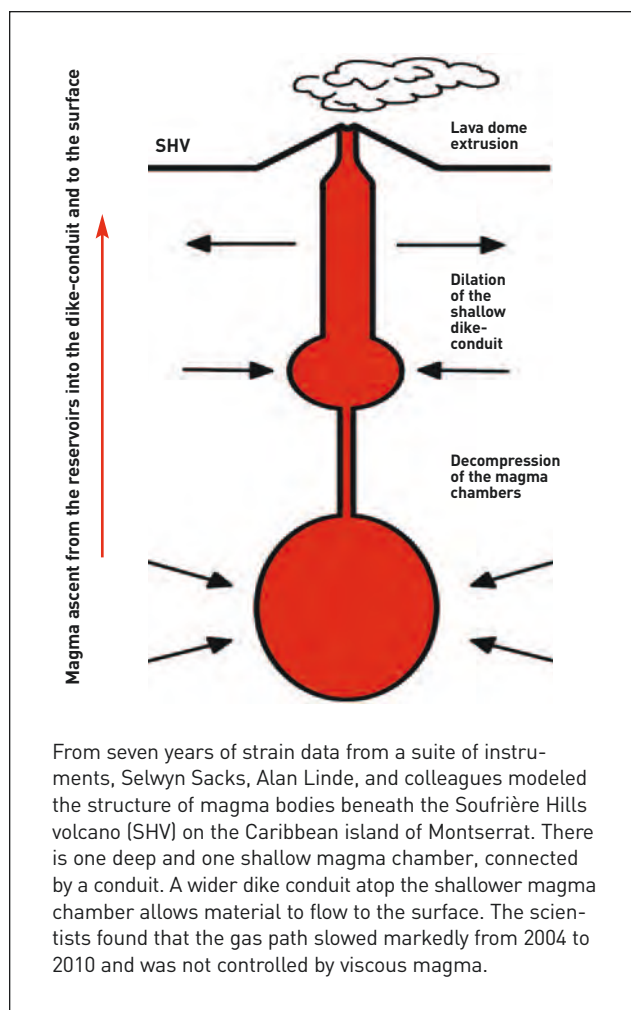 Magma ascent from the reservoirs into the dike-conduit and to the surface
SHV
Lava dome
extrusion
Dilation
of the
shallow
dike-
conduit
Decompression
of the magma
chambers
From seven years of strain data from a suite of instru-
ments, Selwyn Sacks, Alan Linde, and colleagues modeled
the structure of magma bodies beneath the Soufrière Hills
volcano (SHV) on the Caribbean island of Montserrat. There
is one deep and one shallow magma chamber, connected
by a conduit. A wider dike conduit atop the shallower magma
chamber allows material to flow to the surface. The scien-
tists found that the gas path slowed markedly from 2004 to
2010 and was not controlled by viscous magma.